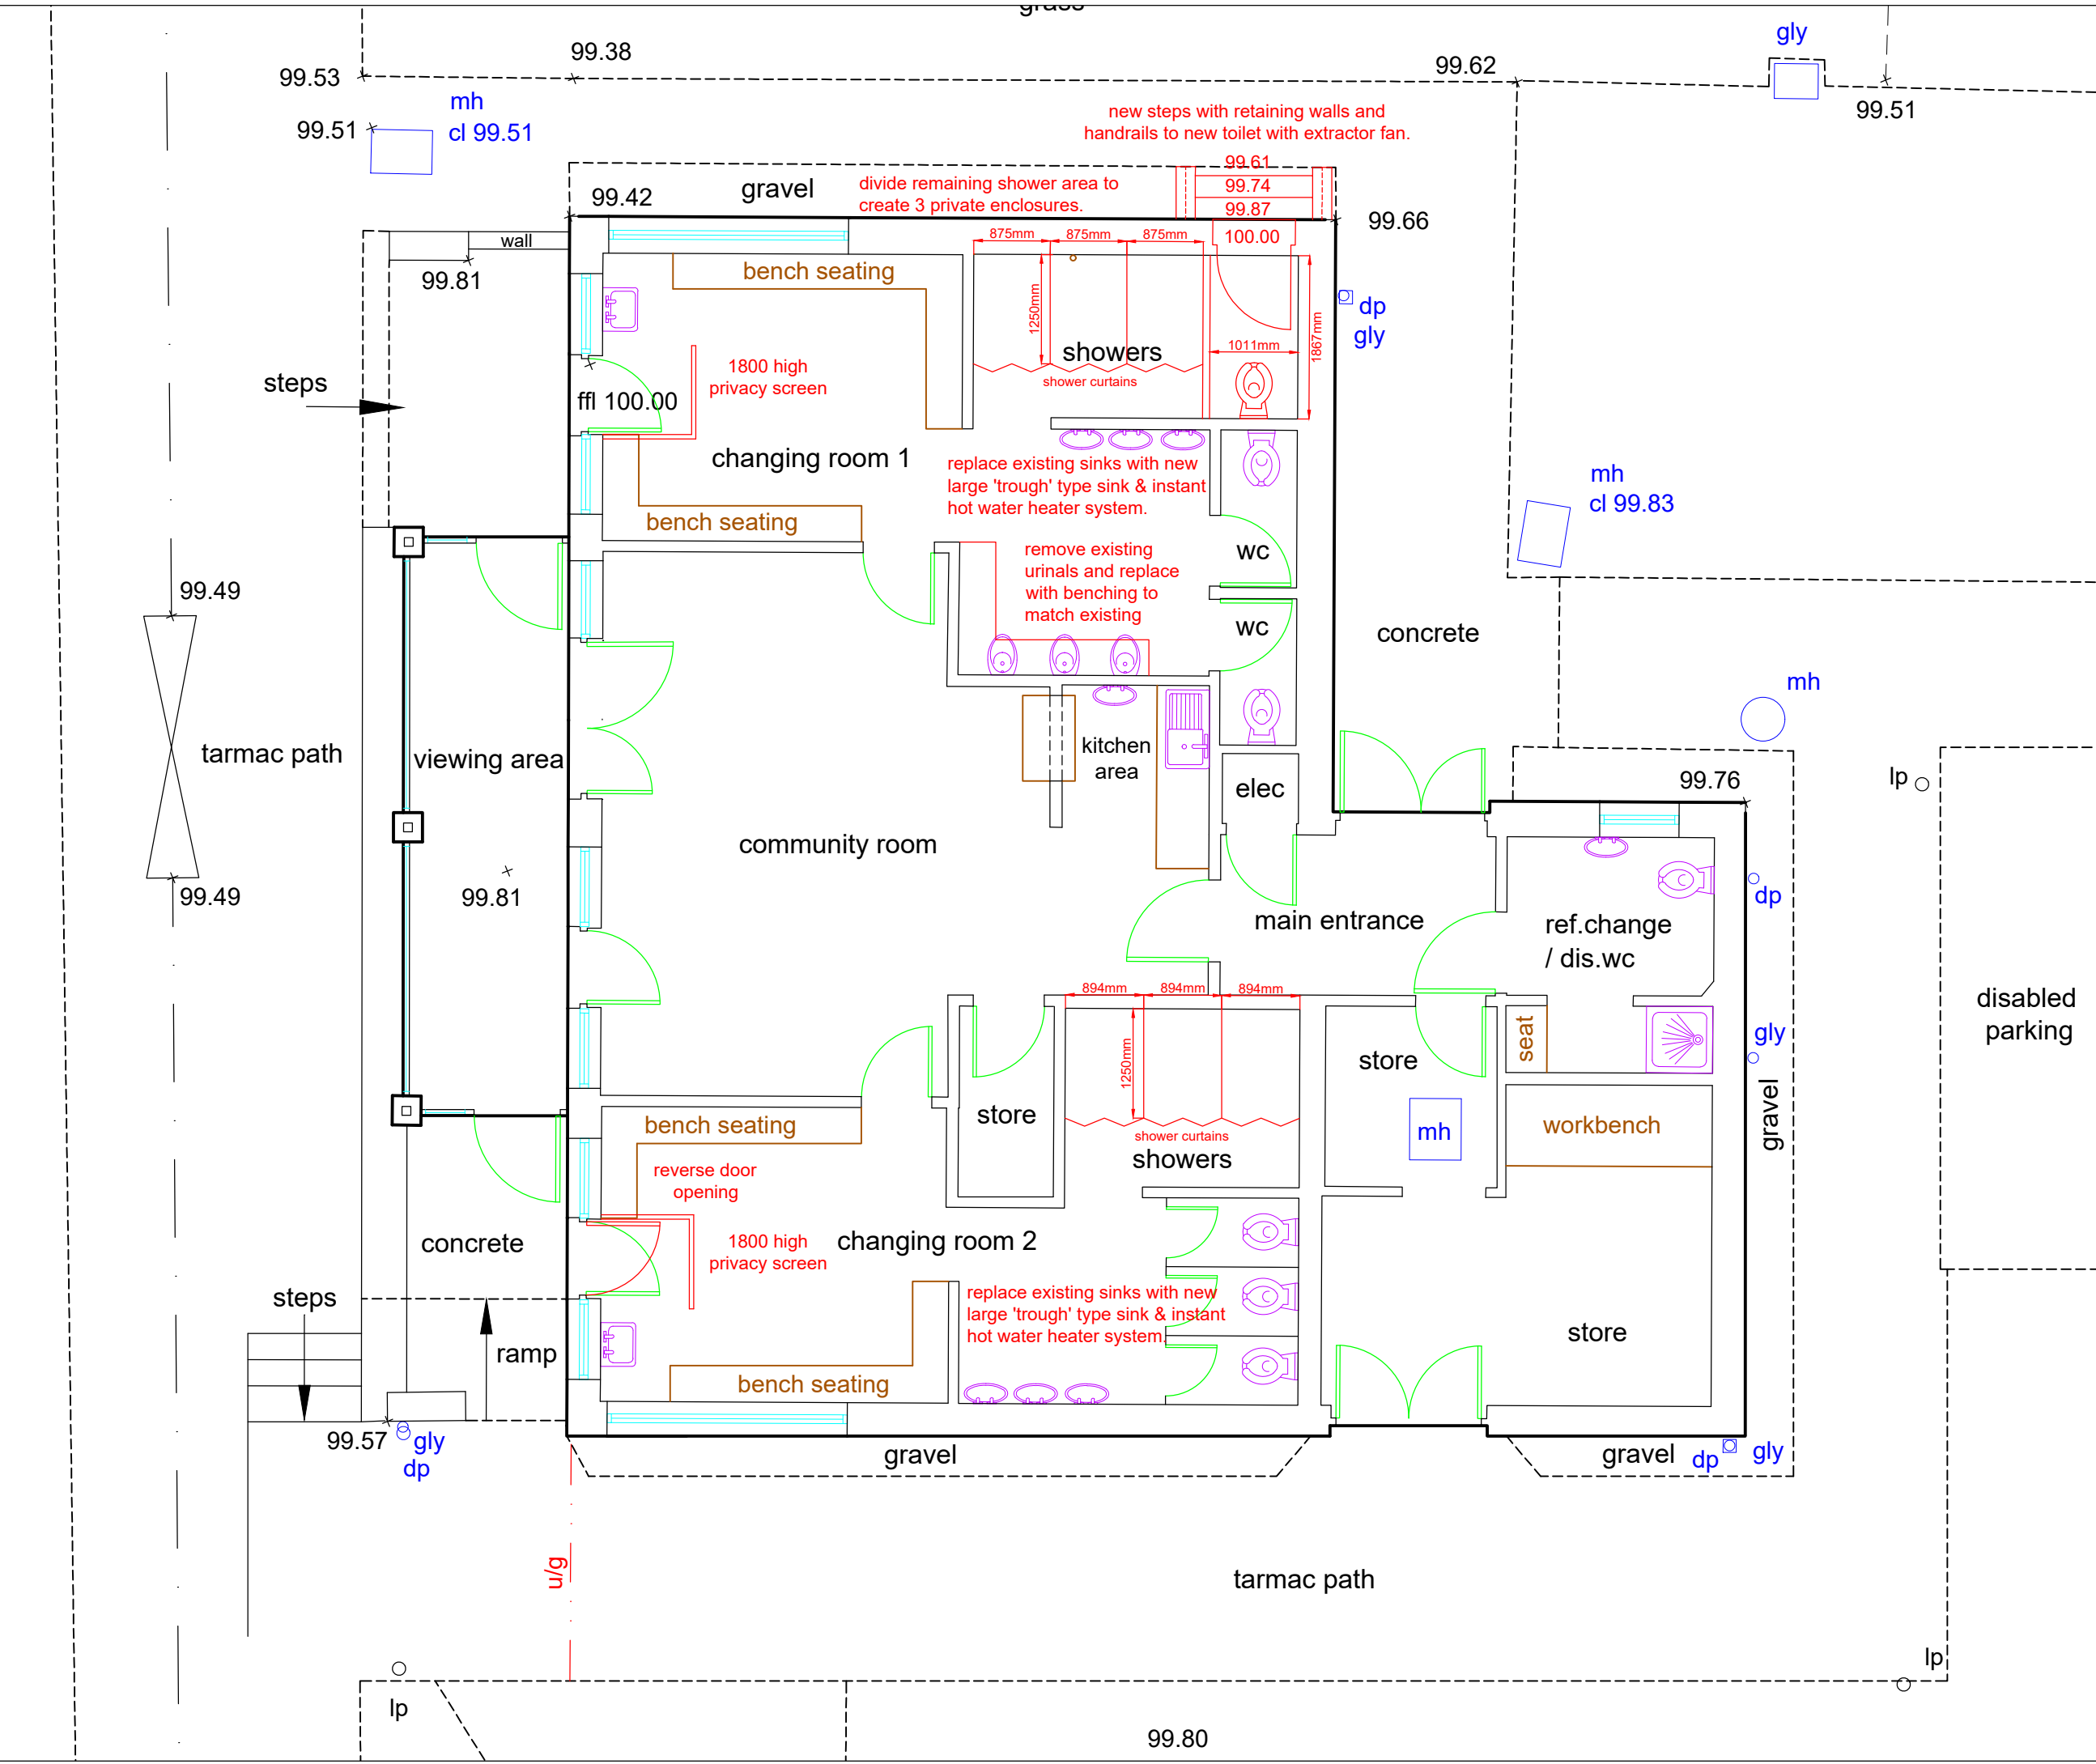 grass
99.38
99.53
99.62
gly
99.51
mh
cl 99.51
99.51
new steps with retaining walls and
handrails to new toilet with extractor fan.
99.61
99.74
99.87
100.00
99.42
gravel
divide remaining shower area to
create 3 private enclosures.
99.66
wall
99.81
875mm
875mm
875mm
bench seating
1250mm
1867mm
dp
gly
showers
1011mm
shower curtains
steps
1800 high
privacy screen
ffl 100.00
changing room 1
replace existing sinks with new
large 'trough' type sink & instant
hot water heater system.
mh
cl 99.83
bench seating
wc
remove existing
urinals and replace
with benching to
match existing
99.49
wc
concrete
mh
tarmac path
viewing area
kitchen
area
elec
lp
99.76
community room
99.49
99.81
dp
main entrance
ref.change
/ dis.wc
894mm
894mm
894mm
disabled
parking
1250mm
store
seat
gly
store
bench seating
shower curtains
showers
mh
workbench
gravel
reverse door
opening
concrete
1800 high
privacy screen
changing room 2
steps
replace existing sinks with new
large 'trough' type sink & instant
hot water heater system.
store
ramp
bench seating
99.57
gly
dp
gravel
gravel
dp
gly
u/g
tarmac path
lp
lp
99.80